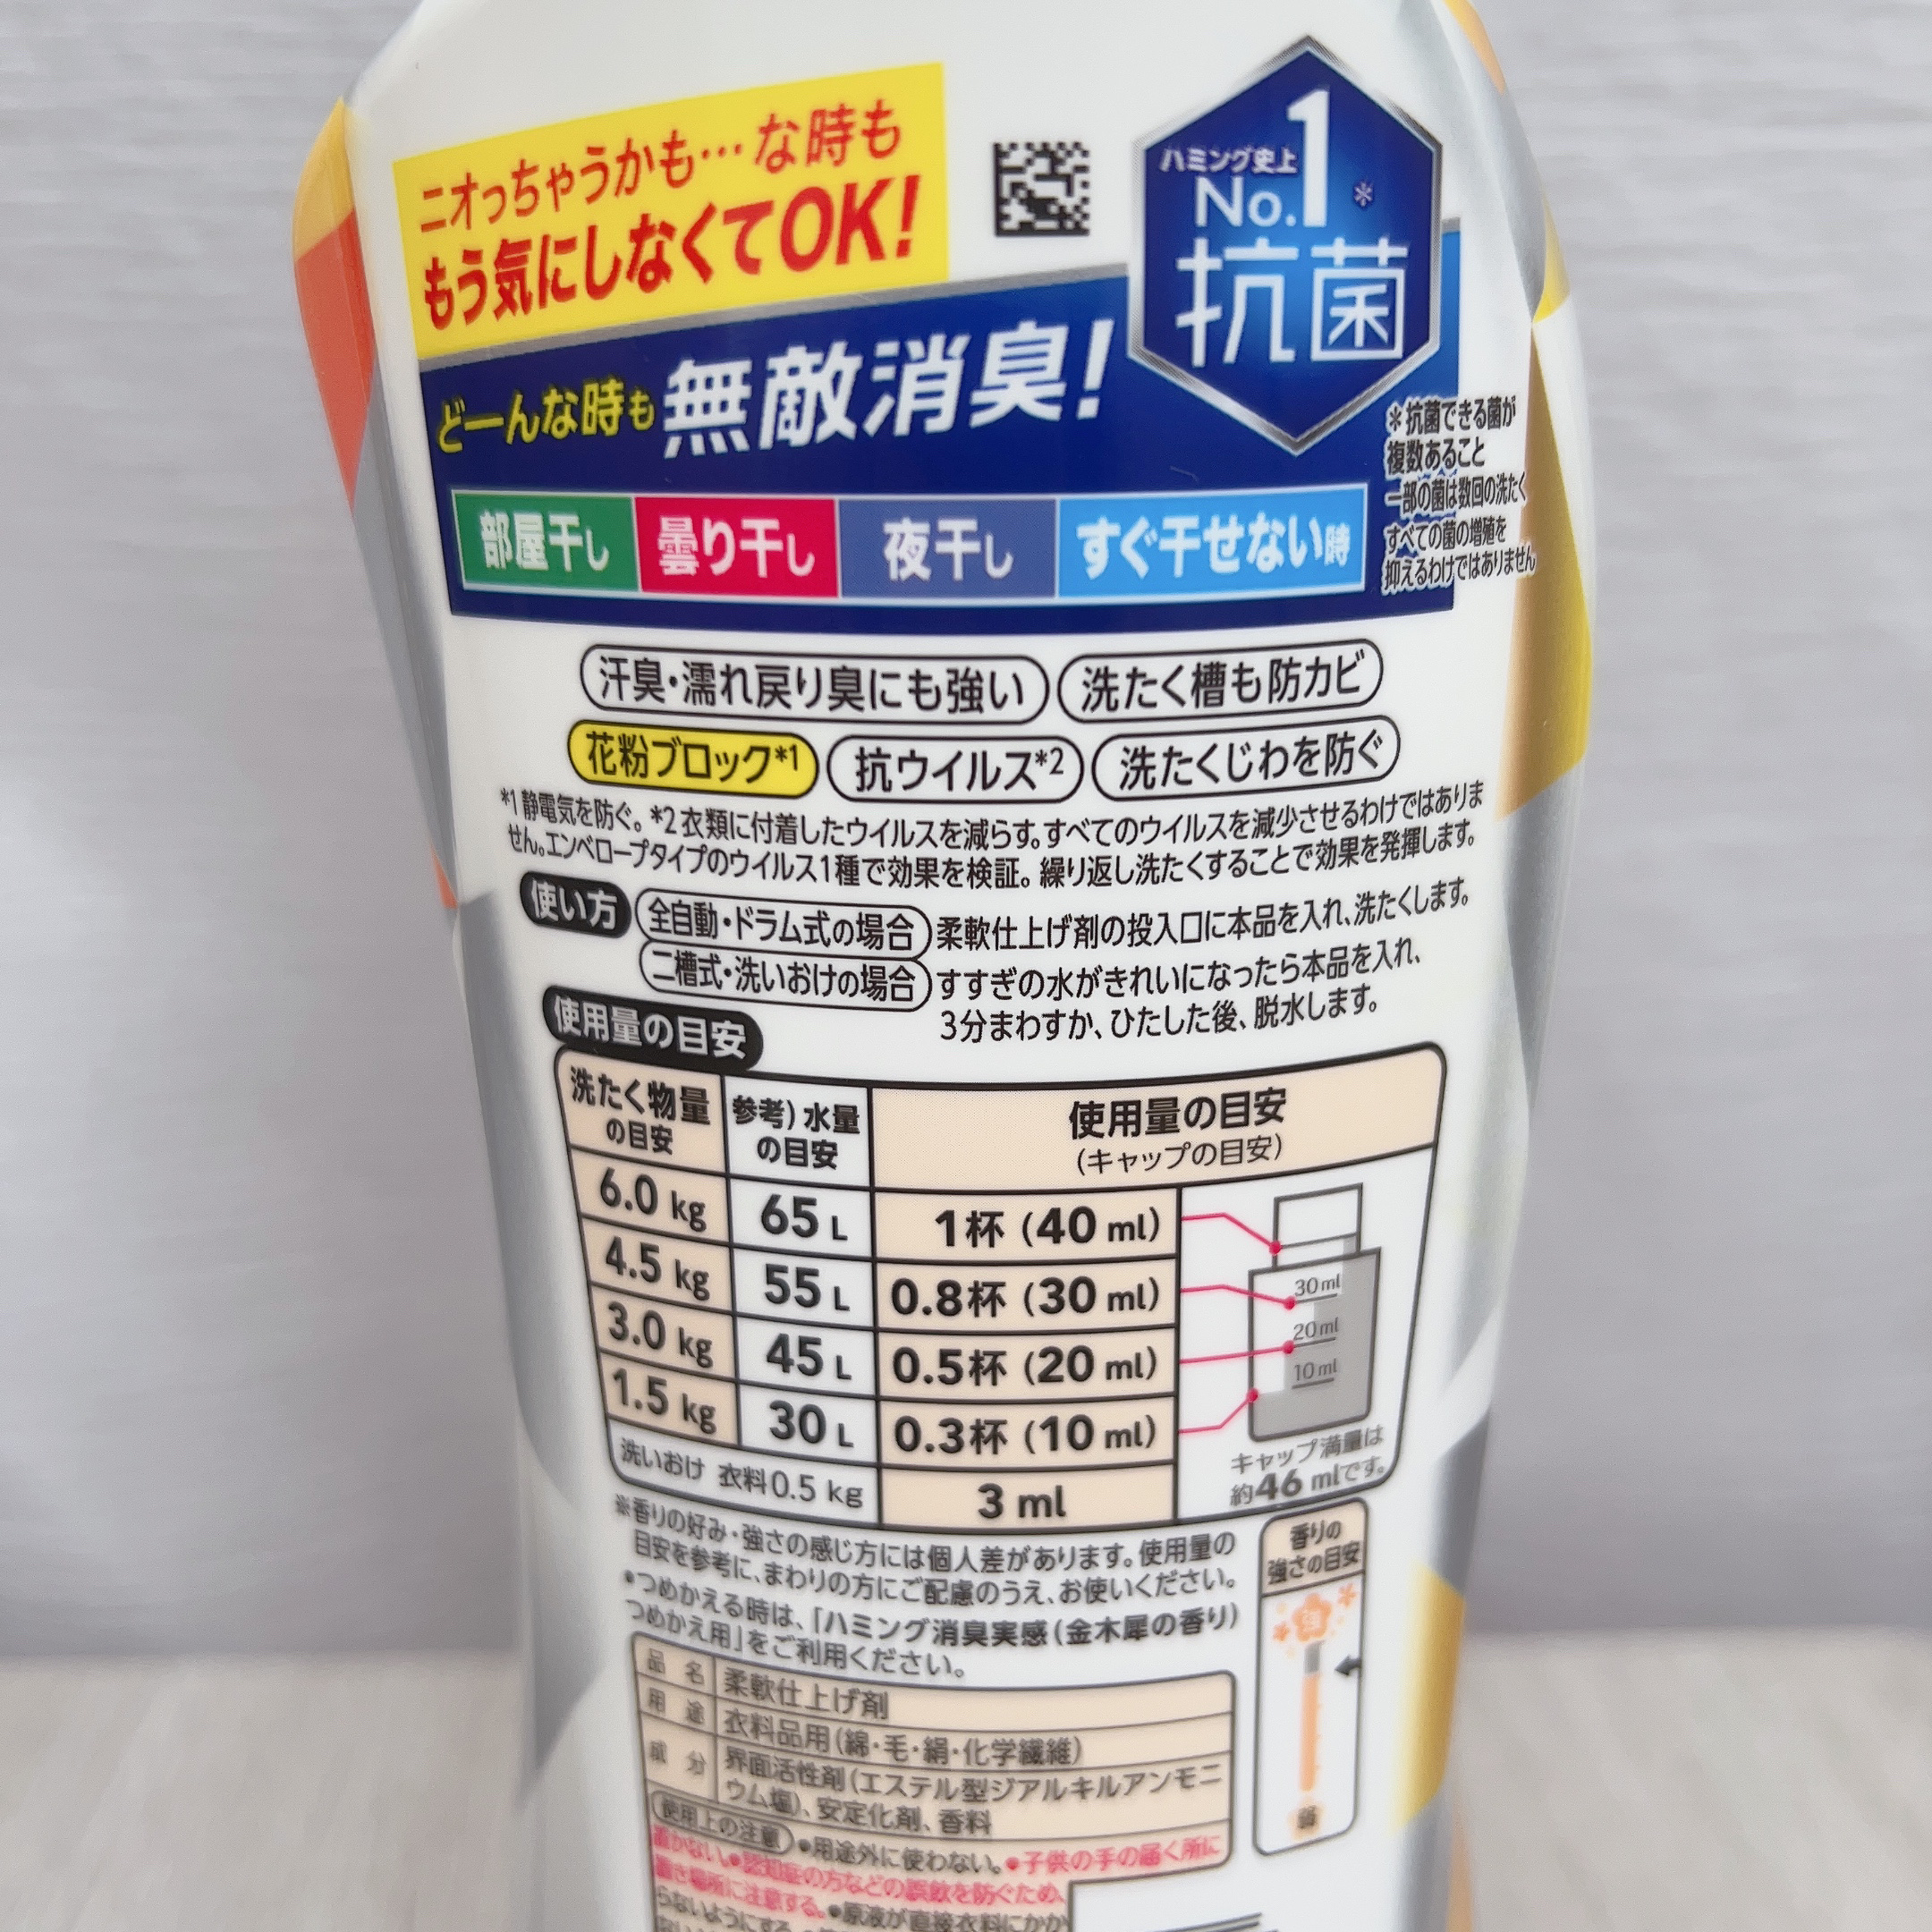 ニオっちゃうかも…な時も
もう気にしなくてOK!
ハミング史上
No.1※
抗菌
どーんな時も無敵消臭!
※抗菌できる菌が
複数あること
一部の菌は数回の洗たく
すべての菌の増殖を
抑えるわけではありません
部屋干し 曇り干し 夜干し すぐ干せない時
汗臭・濡れ戻り臭にも強い 洗たく槽も防カビ
花粉ブロック*1 抗ウイルス*2 洗たくじわを防ぐ
*1 静電気を防ぐ。*2 衣類に付着したウイルスを減らす。すべてのウイルスを減少させるわけではありま
せん。エンベロープタイプのウイルス1種で効果を検証。繰り返し洗たくすることで効果を発揮します。
使い方 全自動・ドラム式の場合 柔軟仕上げ剤の投入口に本品を入れ、洗たくします。
二槽式・洗いおけの場合 すすぎの水がきれいになったら本品を入れ、
3分まわすか、ひたした後、脱水します。
使用量の目安
洗たく物量の目安 参考)水量の目安 使用量の目安(キャップの目安)
6.0 kg 65 L 1杯(40 ml)
4.5 kg 55 L 0.8杯(30 ml)
3.0 kg 45 L 0.5杯(20 ml)
1.5 kg 30 L 0.3杯(10 ml)
洗いおけ 衣料0.5 kg 3 ml
30ml
20ml
10ml
キャップ満量は
約46 mlです。
※香りの好み・強さの感じ方には個人差があります。使用量の
目安を参考に、まわりの方にご配慮のうえ、お使いください。
•つめかえる時は、「ハミング消臭実感(金木犀の香り)
つめかえ用」をご利用ください。
香りの
強さの目安
強
弱
品名 柔軟仕上げ剤
用途 衣料品用(綿・毛・絹・化学繊維)
成分 界面活性剤(エステル型ジアルキルアンモニ
ウム塩)、安定化剤、香料
使用上の注意 •用途外に使わない。•子供の手の届く所に
置かない。•認知症の方などの誤飲を防ぐため、
置き場所に注意する。•原液が直接衣料にかか
らないようにする。